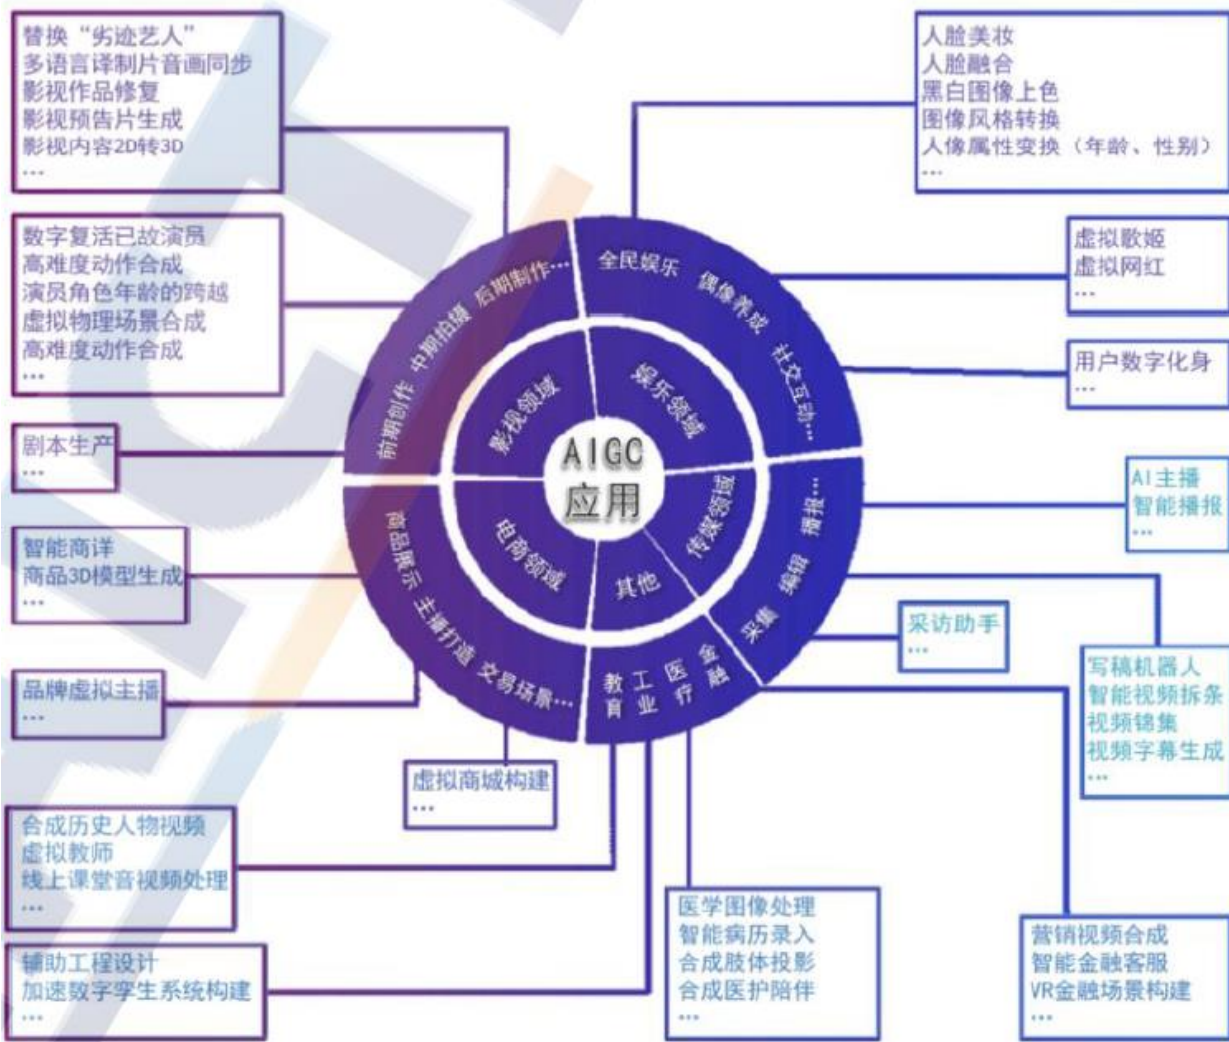 替换“劣迹艺人”
多语言译制片音画同步
影视作品修复
影视预告片生成
影视内容2D转3D
...
人脸美妆
人脸融合
黑白图像上色
图像风格转换
人像属性变换（年龄、性别）
...
数字复活已故演员
高难度动作合成
演员角色年龄的跨越
虚拟物理场景合成
高难度动作合成
...
虚拟歌姬
虚拟网红
...
用户数字化身
...
剧本生产
...
前期创作 中期拍摄 后期制作...
全民娱乐 偶像养成 社交互动...
影视领域
娱乐领域
AIGC
应用
电商领域
其他
传媒领域
商品展示 主播打造 交易场景...
教育 工业 医疗 金融
采集 编辑 播报...
AI主播
智能播报
...
智能商详
商品3D模型生成
...
采访助手
...
写稿机器人
智能视频拆条
视频锦集
视频字幕生成
...
品牌虚拟主播
...
虚拟商城构建
...
合成历史人物视频
虚拟教师
线上课堂音视频处理
...
辅助工程设计
加速数字孪生系统构建
...
医学图像处理
智能病历录入
合成肢体投影
合成医护陪伴
...
营销视频合成
智能金融客服
VR金融场景构建
...